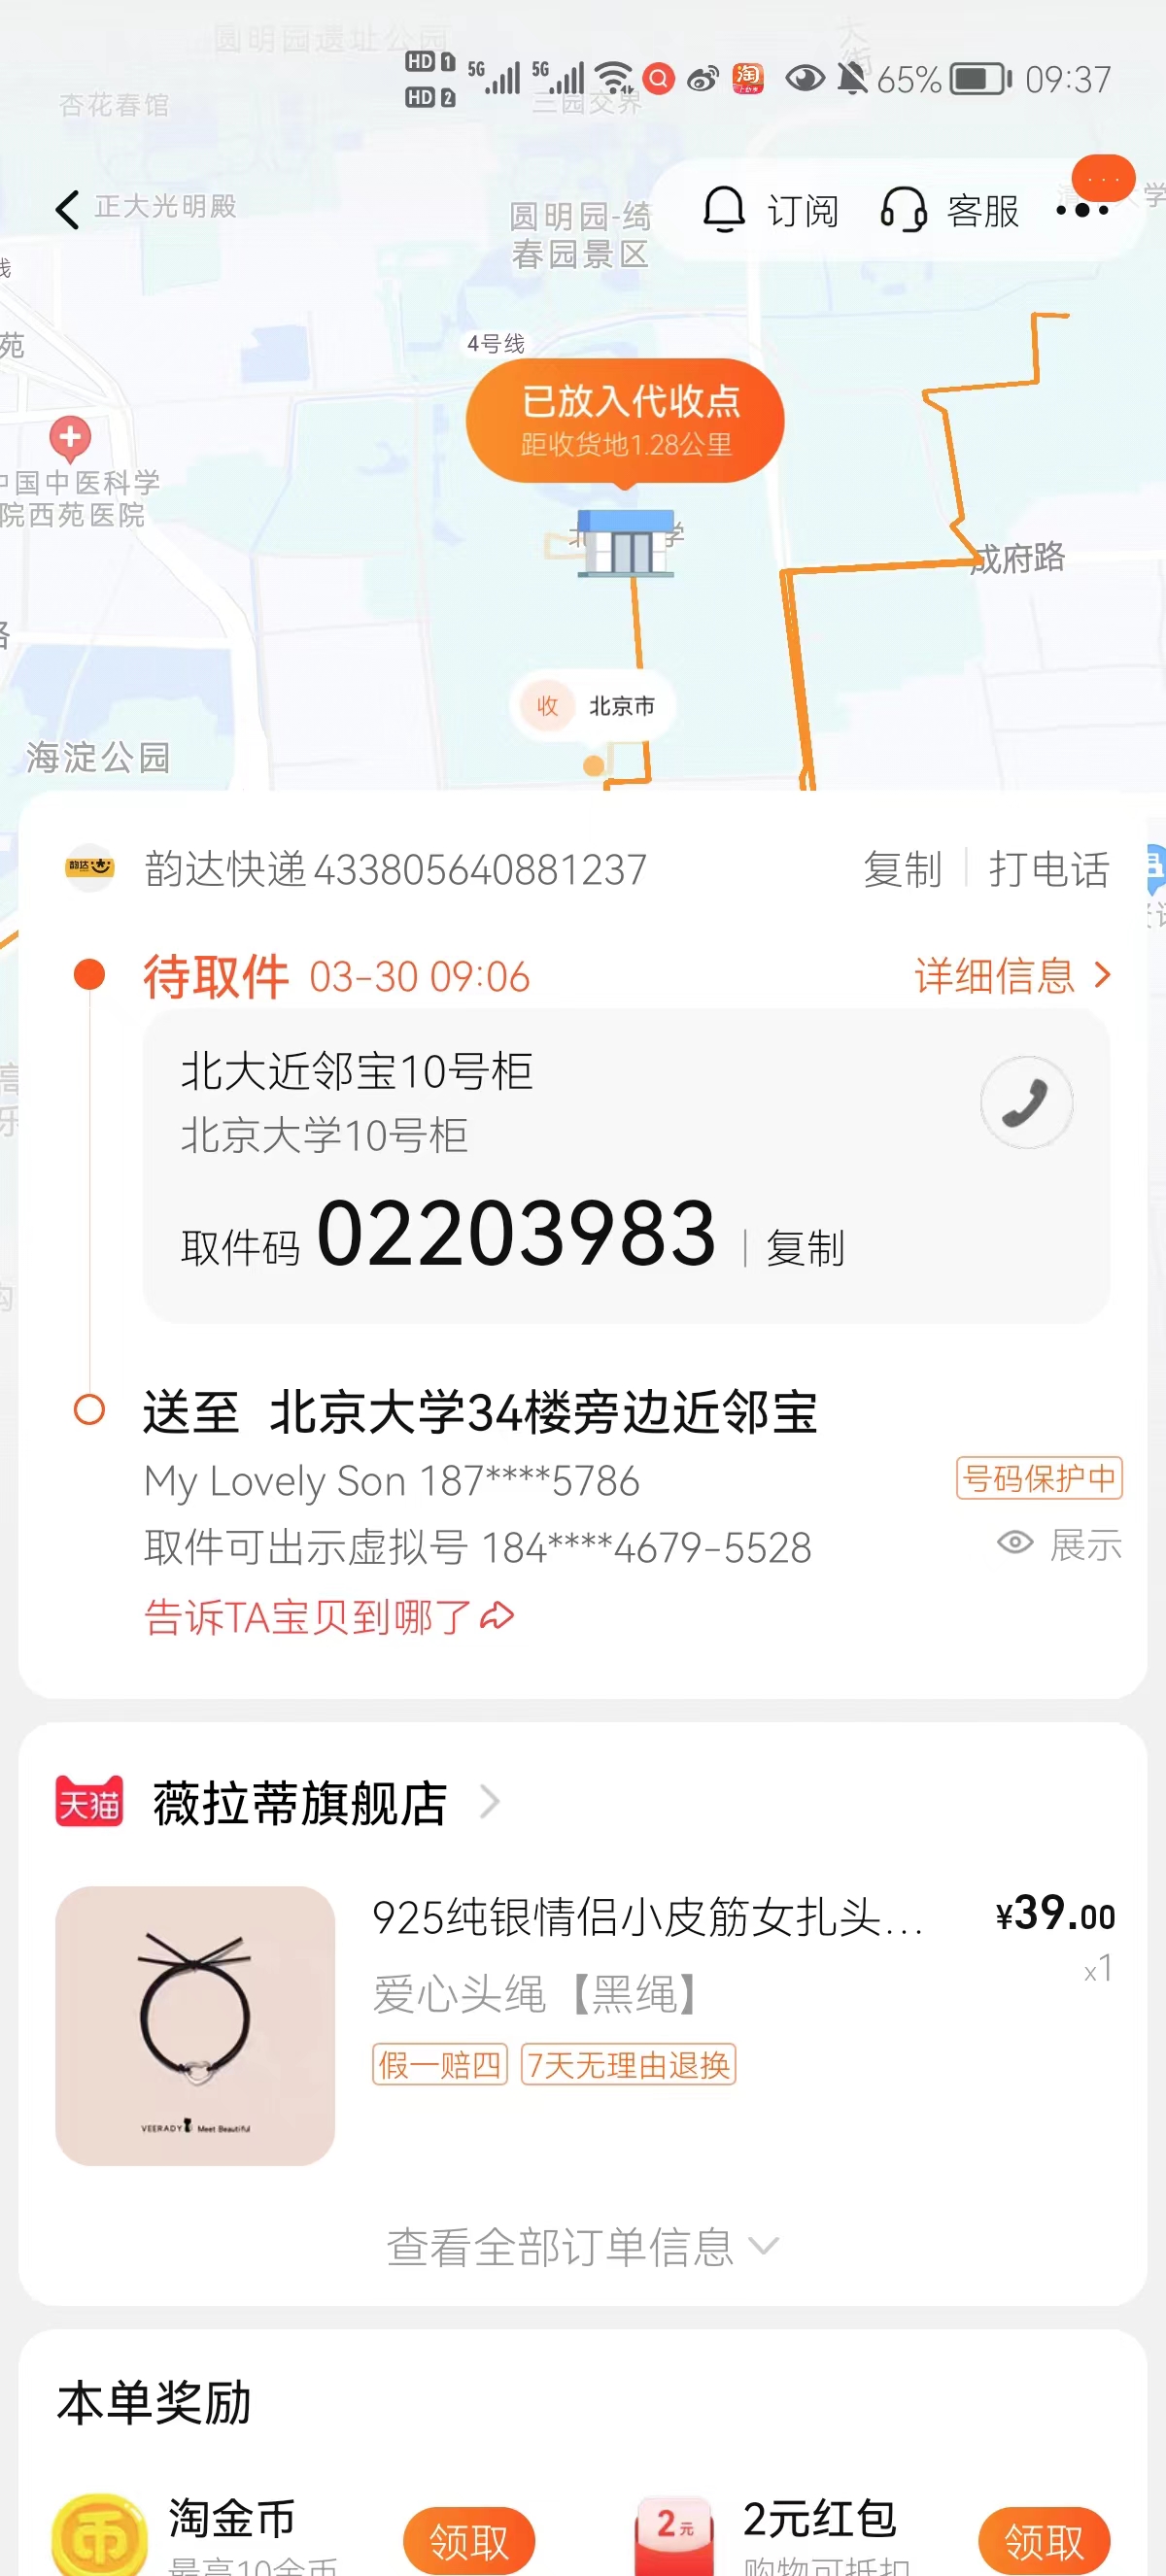 圆明园遗址公园
大街
HD 1 5G 5G 65% 09:37
HD 2
杏花春馆
三园交界
正大光明殿
圆明园-绮
春园景区
订阅 客服
4号线
苑
已放入代收点
距收货地1.28公里
中国中医科学
院西苑医院
成府路
收 北京市
海淀公园
韵达快递 433805640881237 复制 打电话
待取件 03-30 09:06 详细信息
北大近邻宝10号柜
北京大学10号柜
取件码 02203983 复制
送至 北京大学34楼旁边近邻宝
My Lovely Son 187****5786 号码保护中
取件可出示虚拟号 184****4679-5528 展示
告诉TA宝贝到哪了
天猫 薇拉蒂旗舰店
925纯银情侣小皮筋女扎头... ¥39.00
爱心头绳【黑绳】 x1
假一赔四 7天无理由退换
VEERADY Meet Beautiful
查看全部订单信息
本单奖励
淘金币 领取 2元 2元红包 领取
最高10金币 购物可抵扣